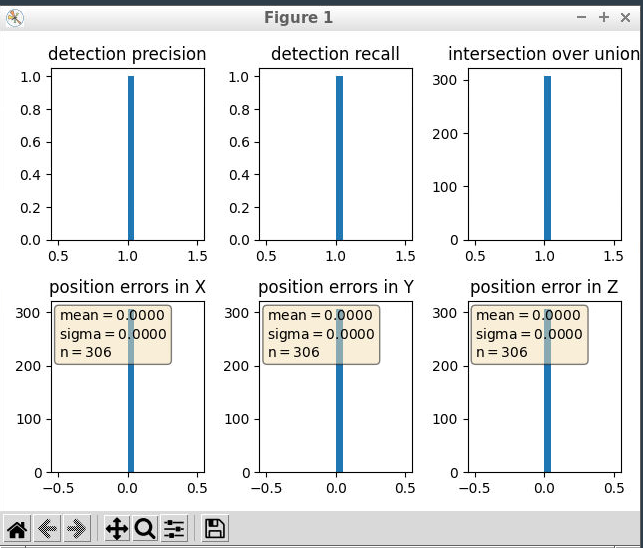 Figure 1
detection precision
detection recall
intersection over union
1.0
0.8
0.6
0.4
0.2
0.0
0.5
1.0
1.5
1.0
0.8
0.6
0.4
0.2
0.0
0.5
1.0
1.5
300
200
100
0
0.5
1.0
1.5
position errors in X
position errors in Y
position error in Z
300
200
100
0
mean = 0.0000
sigma = 0.0000
n = 306
−0.5
0.0
0.5
300
200
100
0
mean = 0.0000
sigma = 0.0000
n = 306
−0.5
0.0
0.5
300
200
100
0
mean = 0.0000
sigma = 0.0000
n = 306
−0.5
0.0
0.5